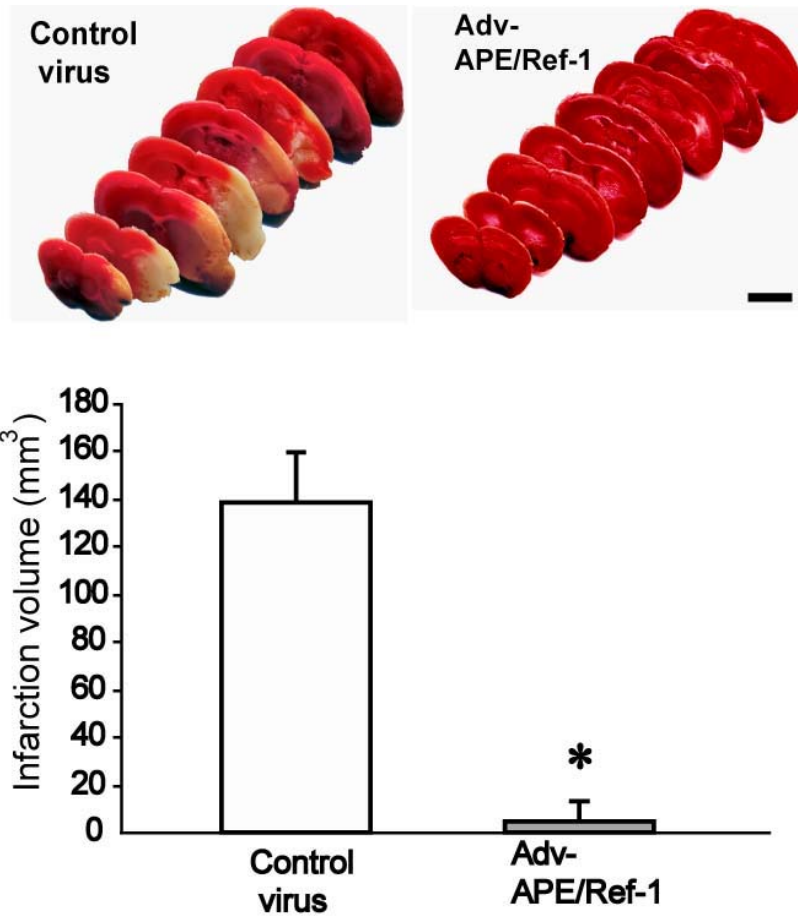 Control
virus
Adv-
APE/Ref-1
Infarction volume (mm³)
180
160
140
120
100
80
60
40
20
0
*
Control
virus
Adv-
APE/Ref-1